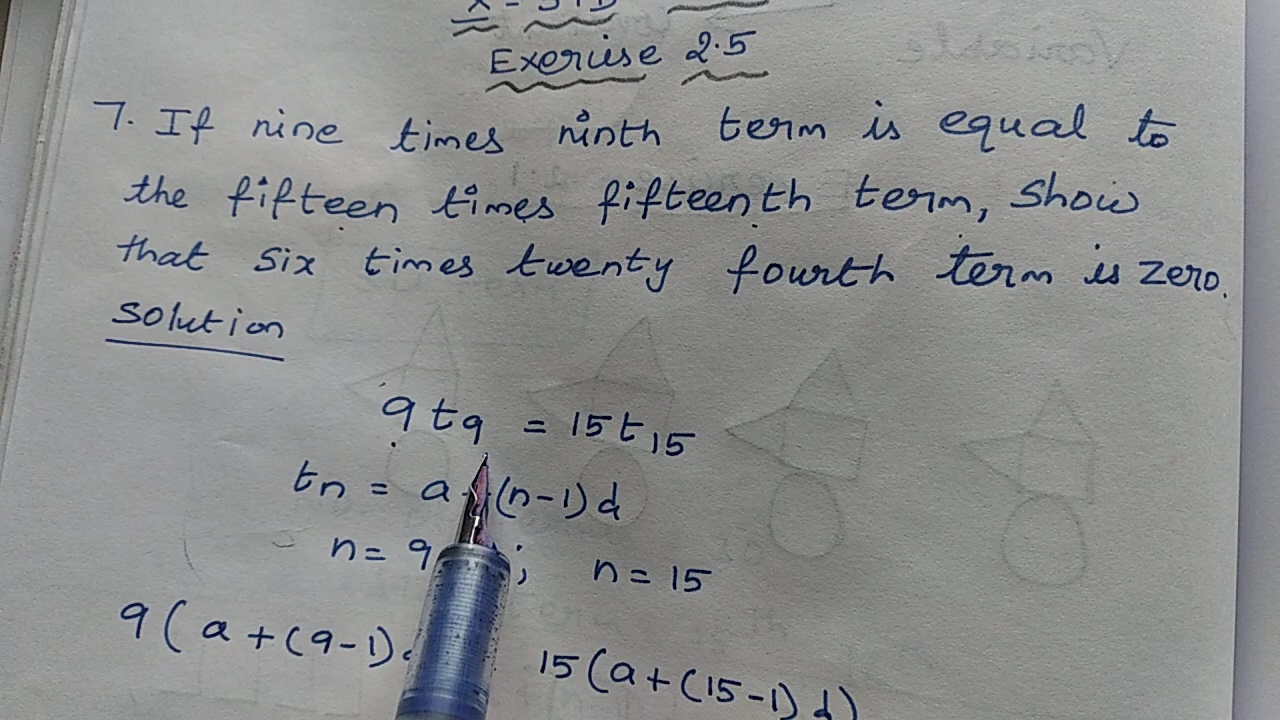 X - STD
Exercise 2.5
7. If nine times ninth term is equal to
the fifteen times fifteenth term, show
that six times twenty fourth term is zero.
Solution
9 t9 = 15 t15
tn = a (n-1) d
n = 9 ; n = 15
9 ( a + (9-1) 15 ( a + (15-1) d )